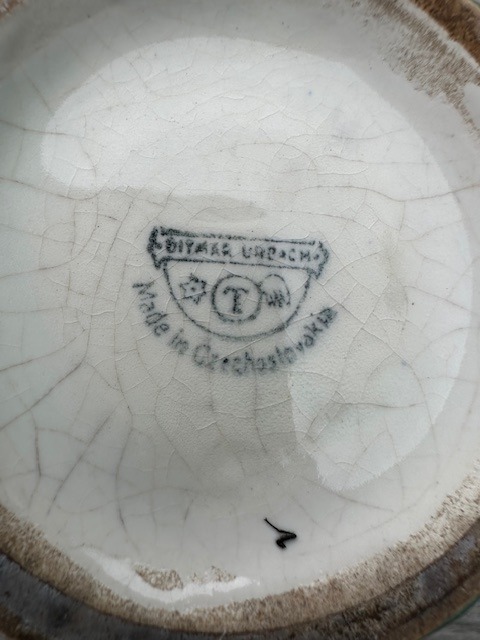 DITMAR URBACH
T
Made in Czechoslovakia